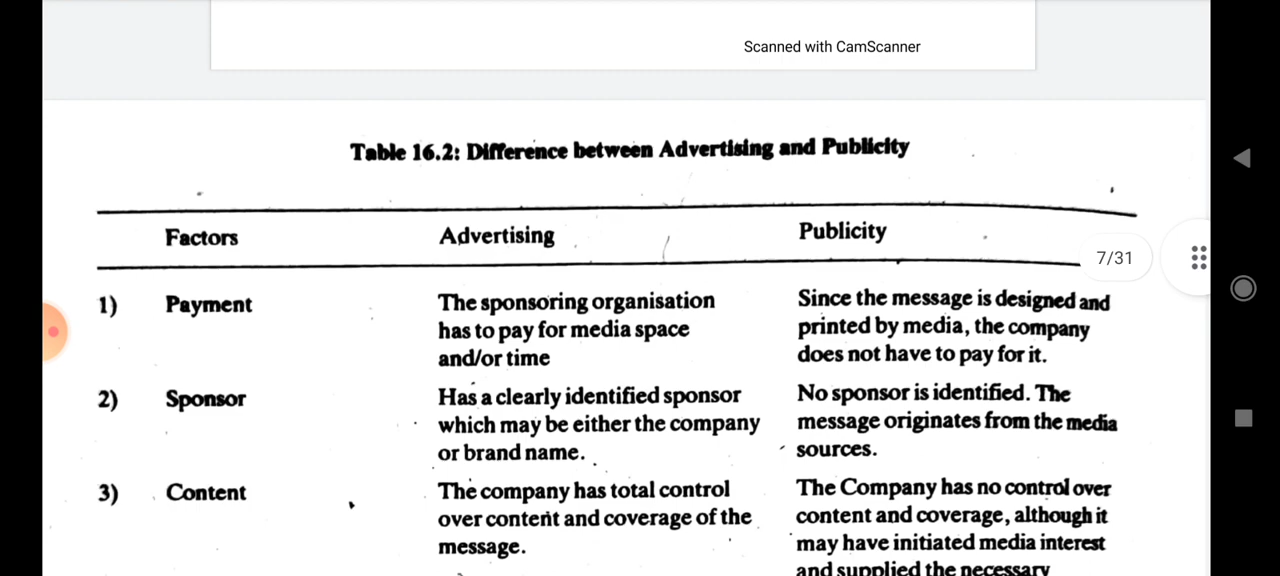 Scanned with CamScanner
Table 16.2: Difference between Advertising and Publicity
Factors Advertising Publicity
7/31
1) Payment The sponsoring organisation has to pay for media space and/or time Since the message is designed and printed by media, the company does not have to pay for it.
2) Sponsor Has a clearly identified sponsor which may be either the company or brand name. No sponsor is identified. The message originates from the media sources.
3) Content The company has total control over content and coverage of the message. The Company has no control over content and coverage, although it may have initiated media interest and supplied the necessary